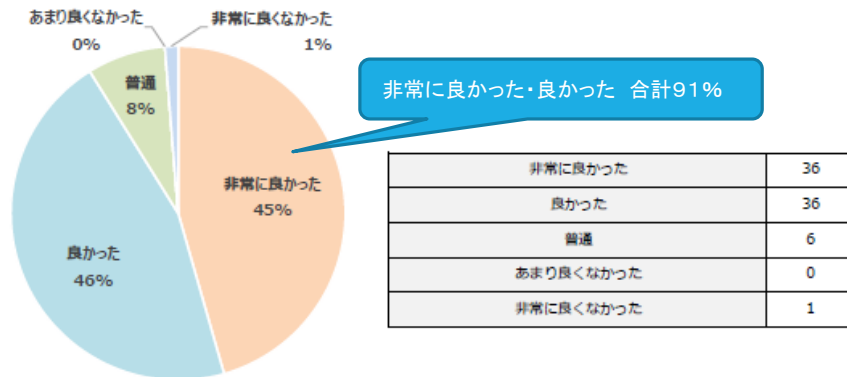 あまり良くなかった
0%
非常に良くなかった
1%
普通
8%
非常に良かった・良かった 合計91%
非常に良かった
45%
良かった
46%
非常に良かった 36
良かった 36
普通 6
あまり良くなかった 0
非常に良くなかった 1